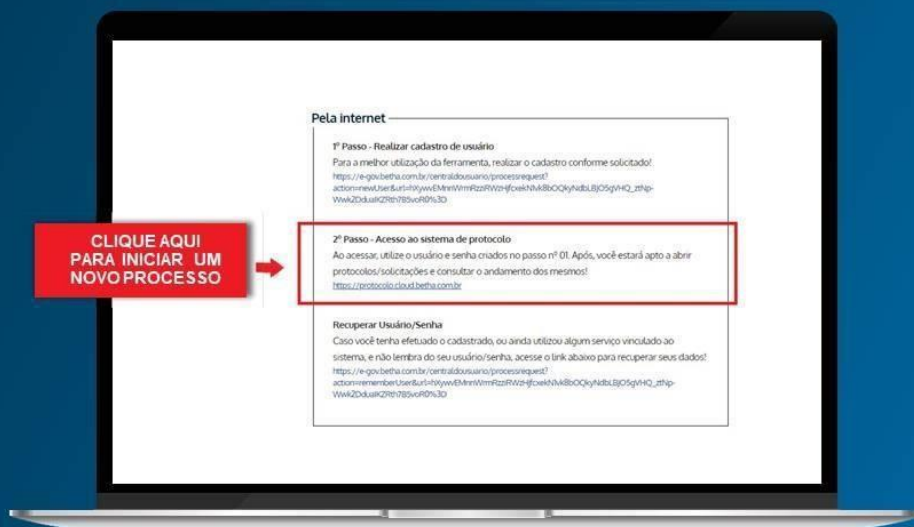 Pela internet
1º Passo - Realizar cadastro de usuário
Para a melhor utilização da ferramenta, realizar o cadastro conforme solicitado!
https://e-gov.betha.com.br/centraldousuario/processrequest?
2º Passo - Acesso ao sistema de protocolo
Ao acessar, utilize o usuário e senha criados no passo nº 01. Após, você estará apto a abrir
protocolos/solicitações e consultar o andamento dos mesmos!
https://protocolo.cloud.betha.com.br
CLIQUE AQUI
PARA INICIAR UM
NOVO PROCESSO
Recuperar Usuário/Senha
Caso você tenha efetuado o cadastrado, ou ainda utilizou algum serviço vinculado ao
sistema, e não lembra do seu usuário/senha, acesse o link abaixo para recuperar seus dados!
https://e-gov.betha.com.br/centraldousuario/processrequest?